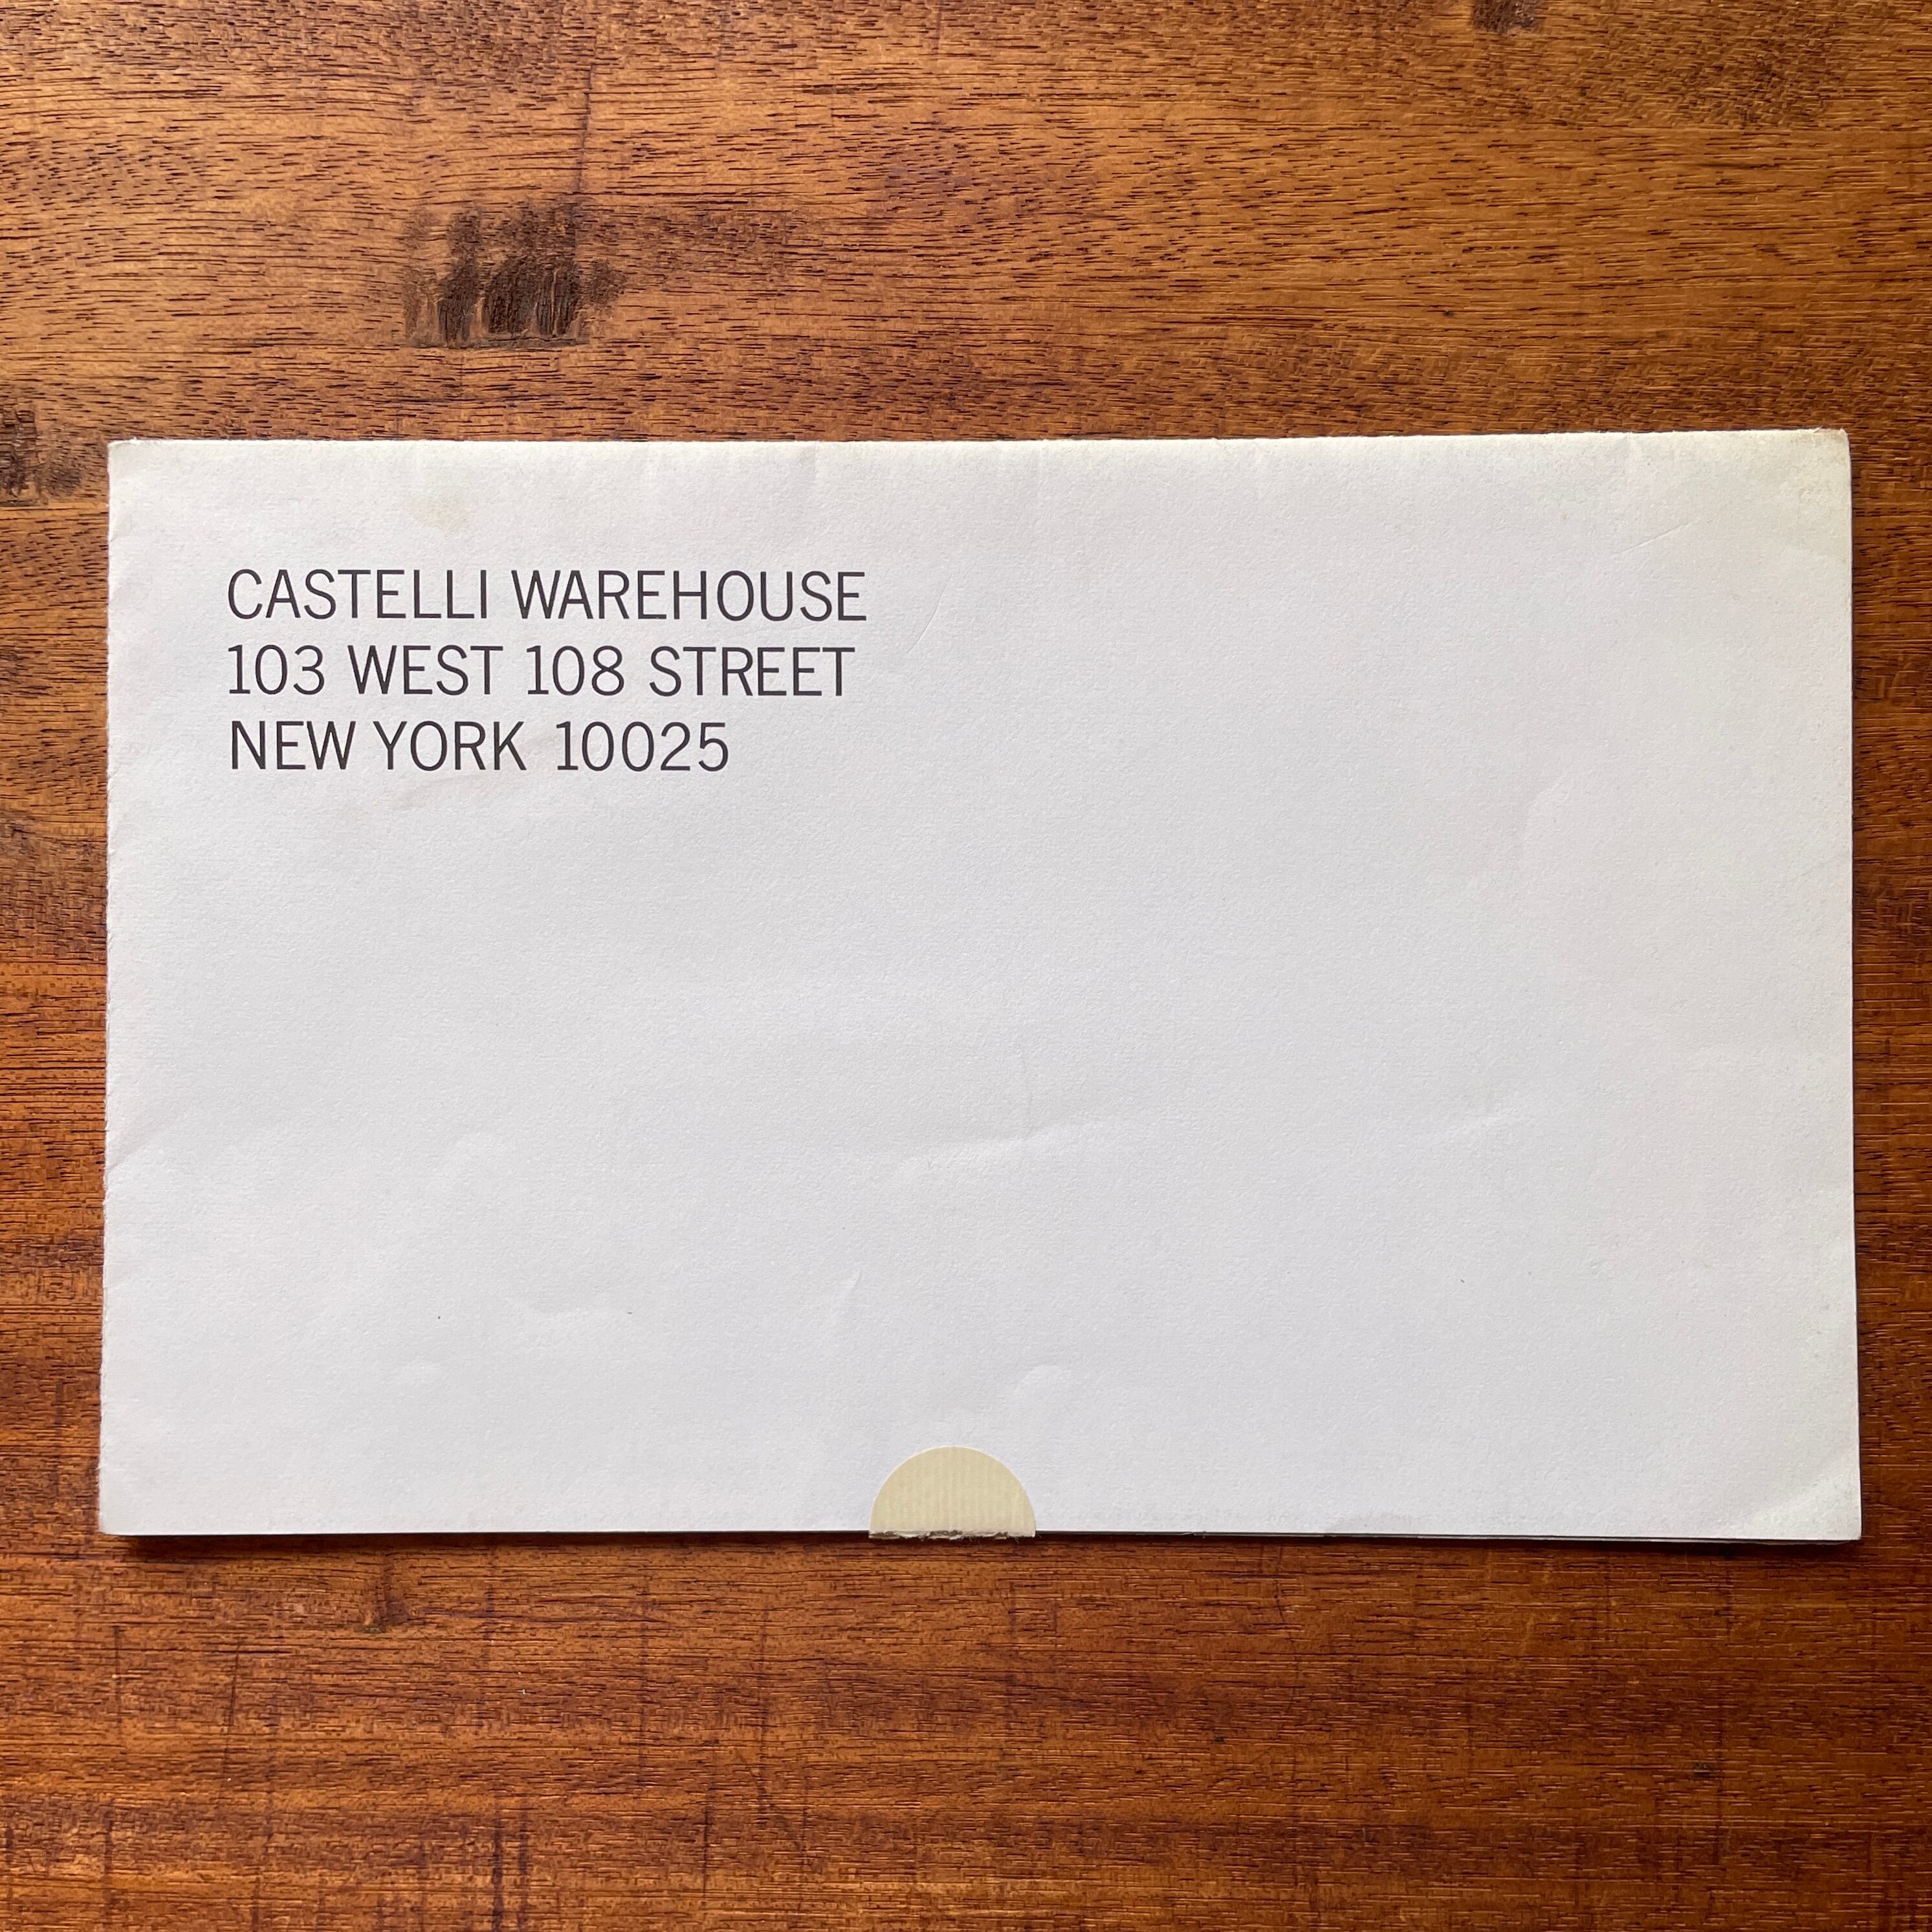 CASTELLI WAREHOUSE
103 WEST 108 STREET
NEW YORK 10025